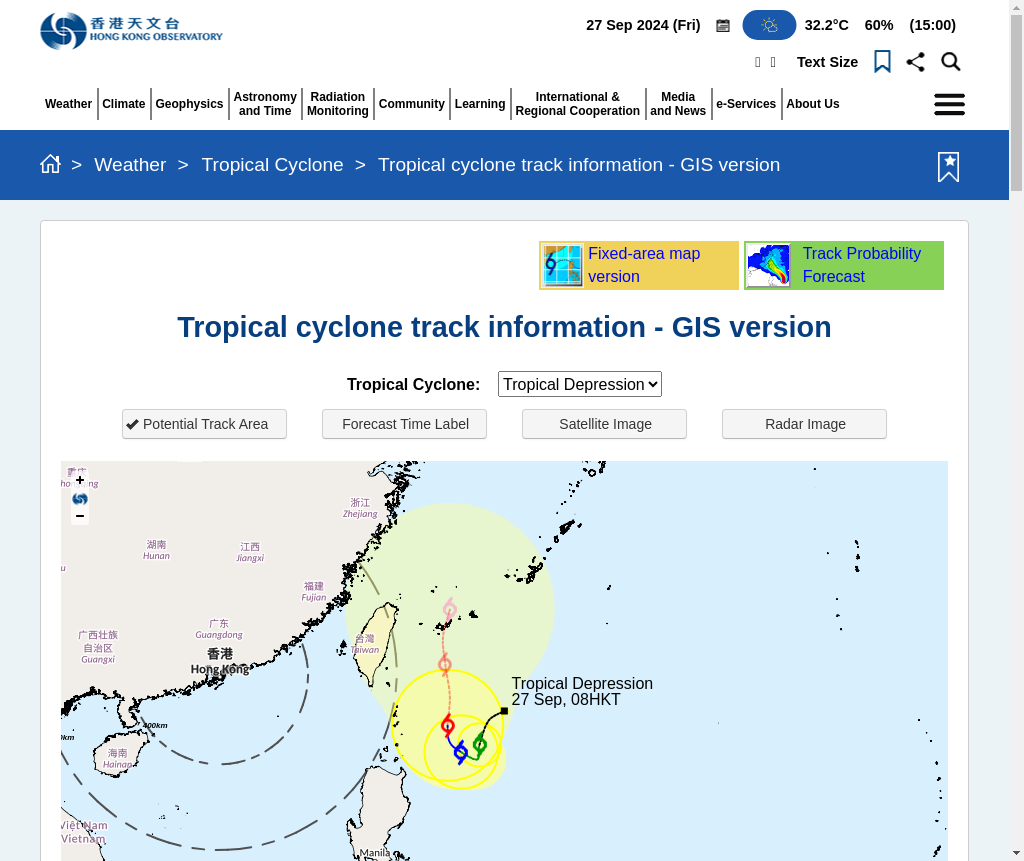 香港天文台
HONG KONG OBSERVATORY
27 Sep 2024 (Fri) 32.2°C 60% (15:00)
Text Size
Weather Climate Geophysics Astronomy and Time Radiation Monitoring Community Learning International & Regional Cooperation Media and News e-Services About Us
> Weather > Tropical Cyclone > Tropical cyclone track information - GIS version
Fixed-area map version
Track Probability Forecast
Tropical cyclone track information - GIS version
Tropical Cyclone: Tropical Depression
Potential Track Area Forecast Time Label Satellite Image Radar Image
+
−
浙江
Zhejiang
湖南
Hunan
江西
Jiangxi
福建
Fujian
广东
Guangdong
广西壮族
自治区
Guangxi
香港
Hong Kong
台灣
Taiwan
Tropical Depression
27 Sep, 08HKT
400km
海南
Hainan
Việt Nam
Vietnam
Manila